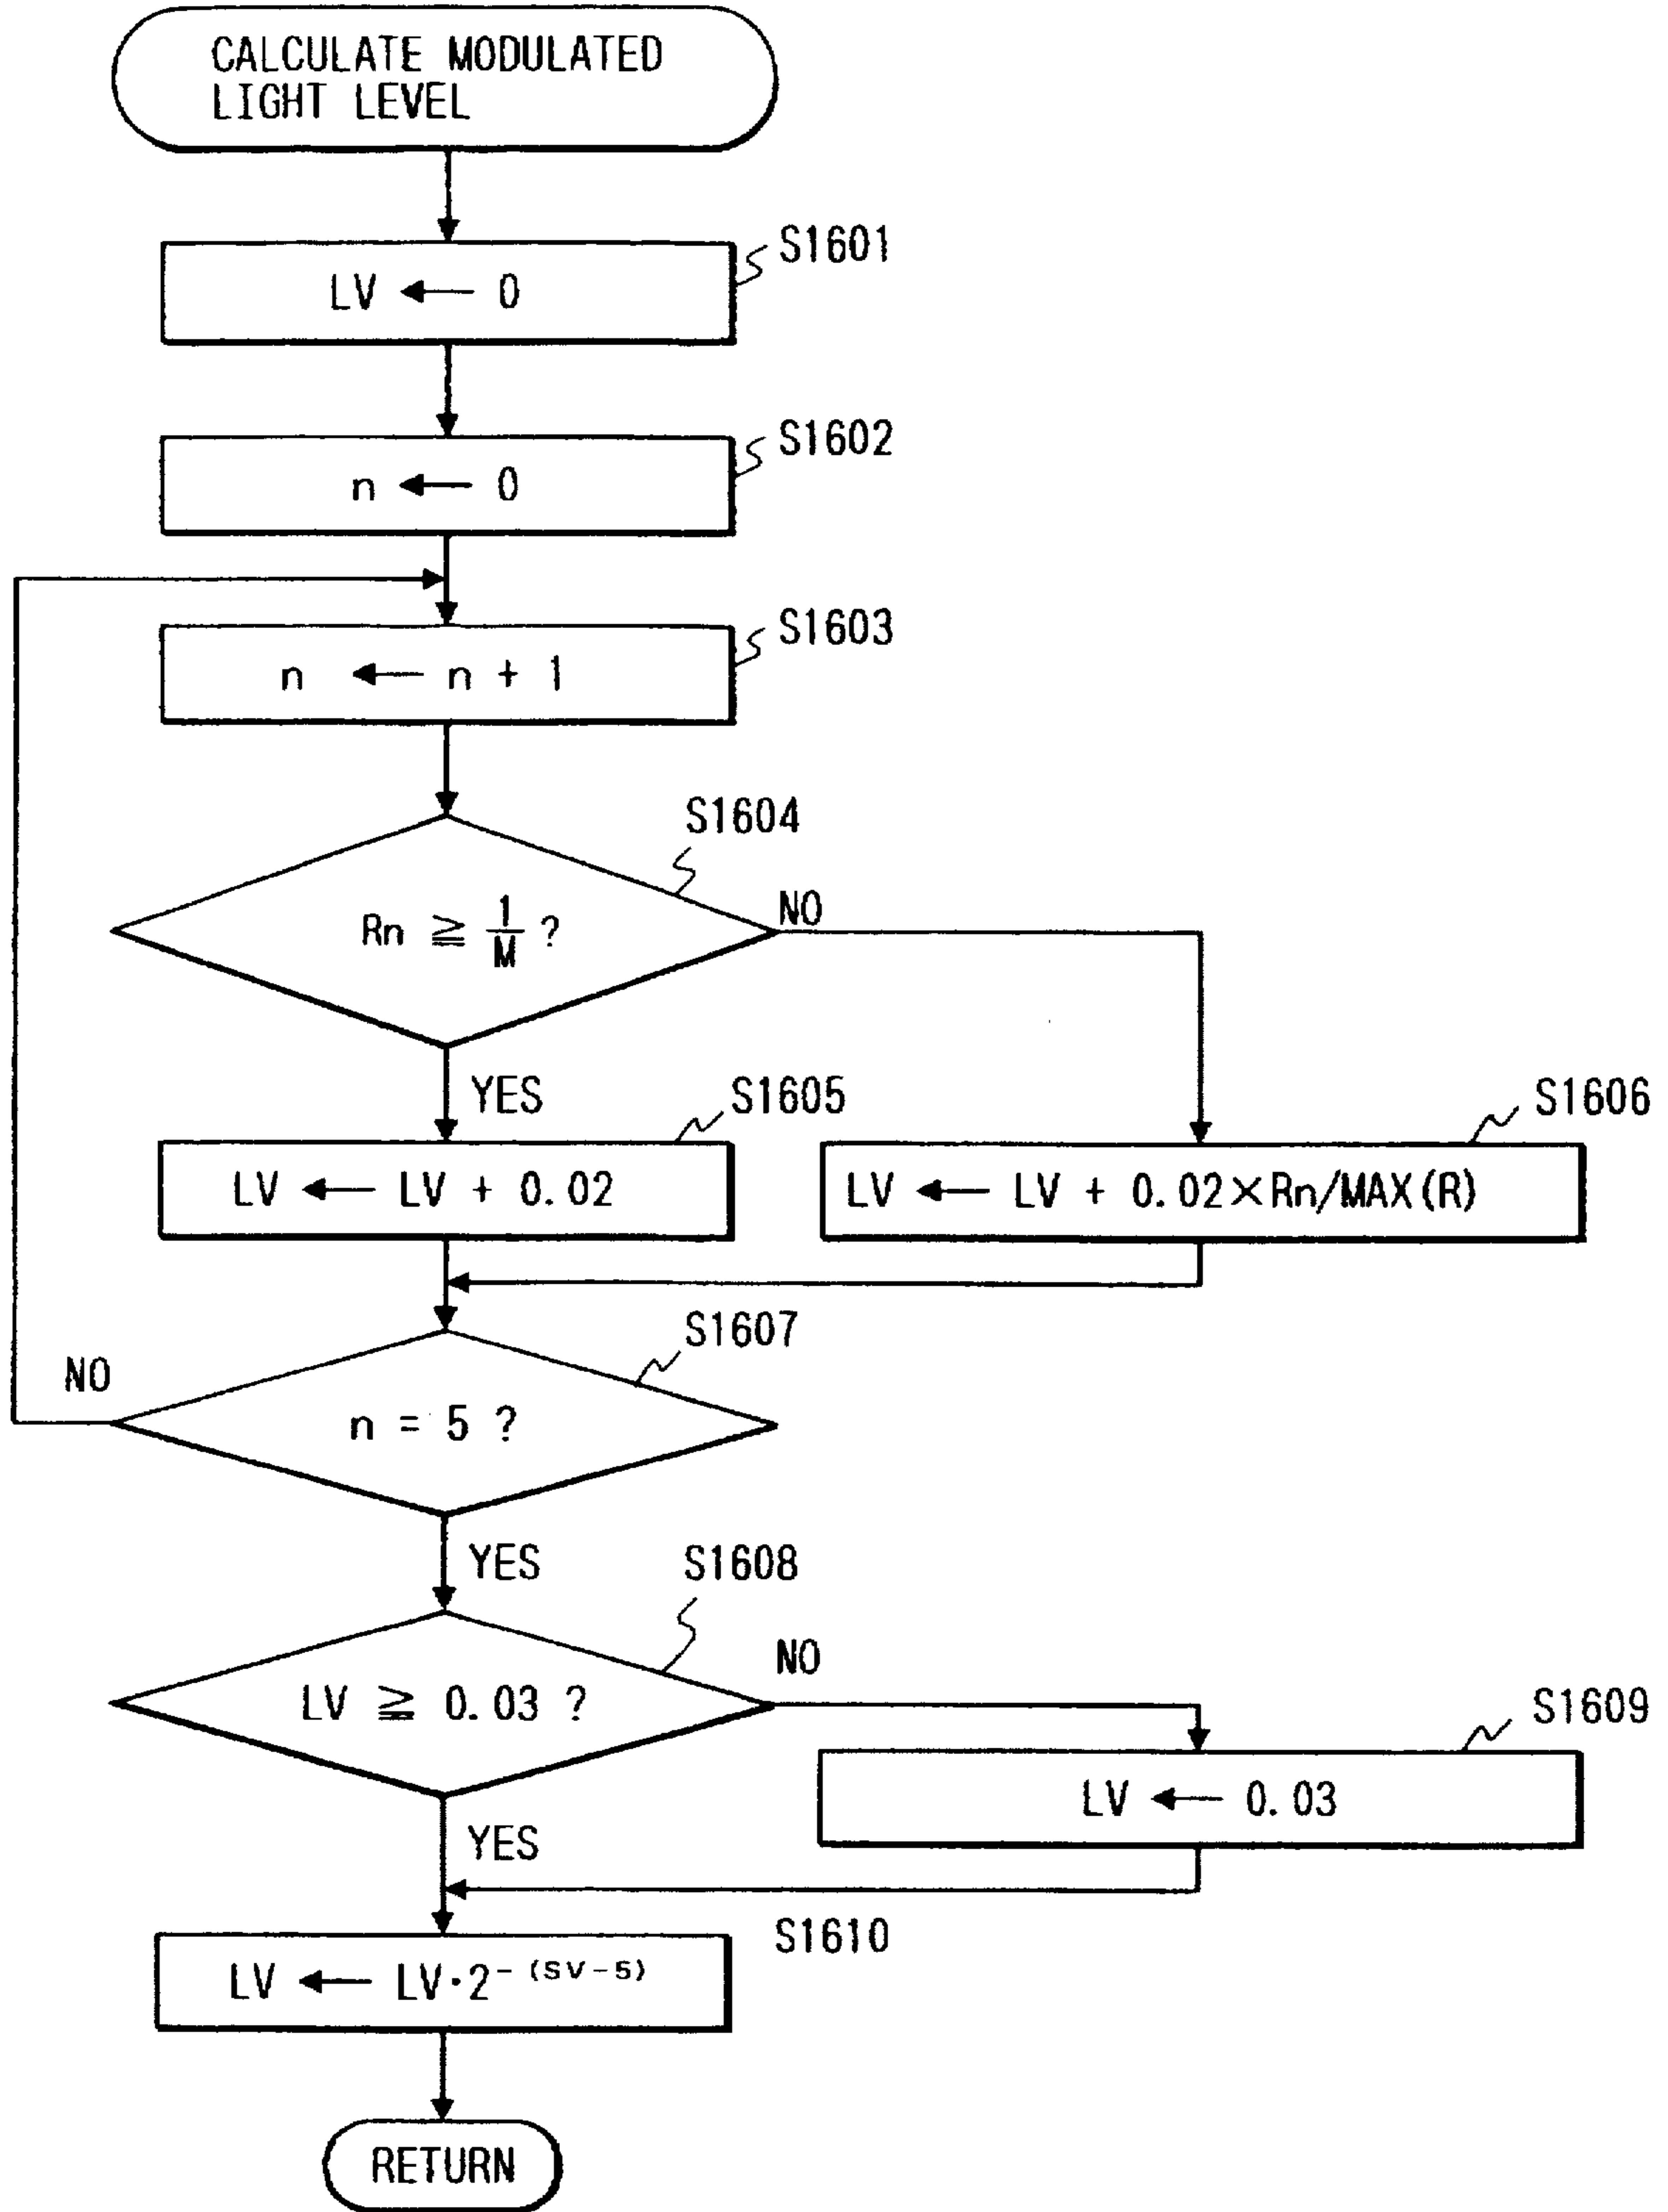 CALCULATE MODULATED
LIGHT LEVEL
S1601
LV ← 0
S1602
n ← 0
S1603
n ← n + 1
S1604
Rn ≧ 1/M ?
NO
YES
S1605
LV ← LV + 0.02
S1606
LV ← LV + 0.02×Rn/MAX(R)
S1607
NO
n = 5 ?
YES
S1608
LV ≧ 0.03 ?
NO
S1609
LV ← 0.03
YES
S1610
LV ← LV·2^-(SV-5)
RETURN